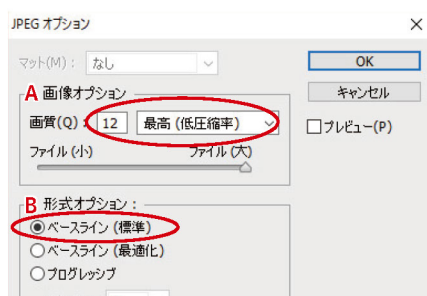 JPEG オプション
マット(M)： なし
OK
キャンセル
プレビュー(P)
A 画像オプション
画質(Q)： 12 最高 (低圧縮率)
ファイル (小) ファイル (大)
B 形式オプション：
ベースライン (標準)
ベースライン (最適化)
プログレッシブ